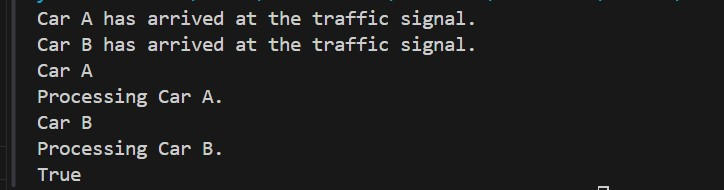 Car A has arrived at the traffic signal.
Car B has arrived at the traffic signal.
Car A
Processing Car A.
Car B
Processing Car B.
True